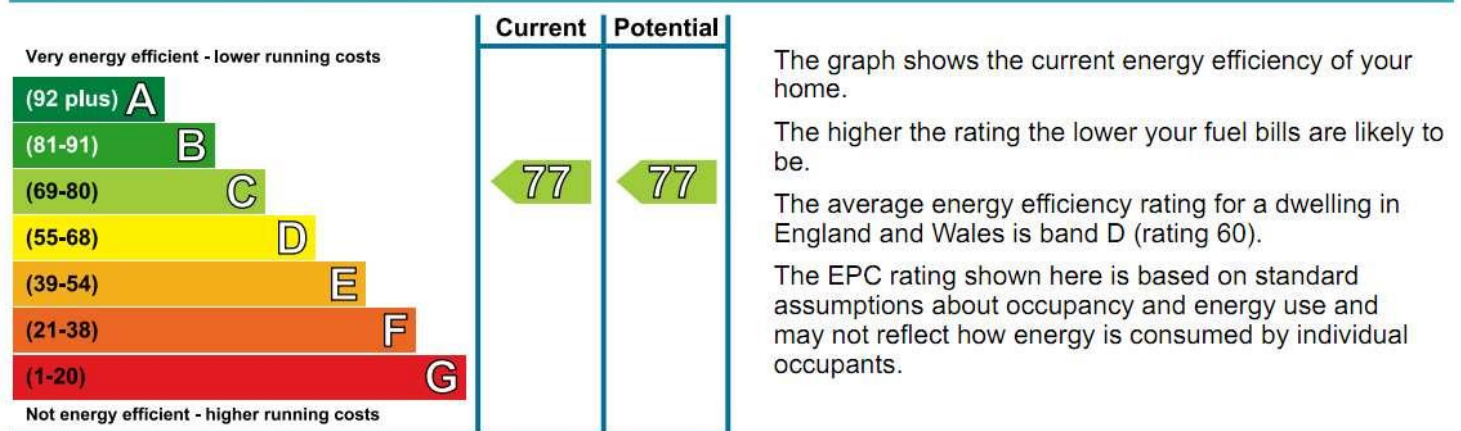 Current Potential
Very energy efficient - lower running costs
(92 plus) A
(81-91) B
(69-80) C
77 77
(55-68) D
(39-54) E
(21-38) F
(1-20) G
Not energy efficient - higher running costs
The graph shows the current energy efficiency of your
home.
The higher the rating the lower your fuel bills are likely to
be.
The average energy efficiency rating for a dwelling in
England and Wales is band D (rating 60).
The EPC rating shown here is based on standard
assumptions about occupancy and energy use and
may not reflect how energy is consumed by individual
occupants.